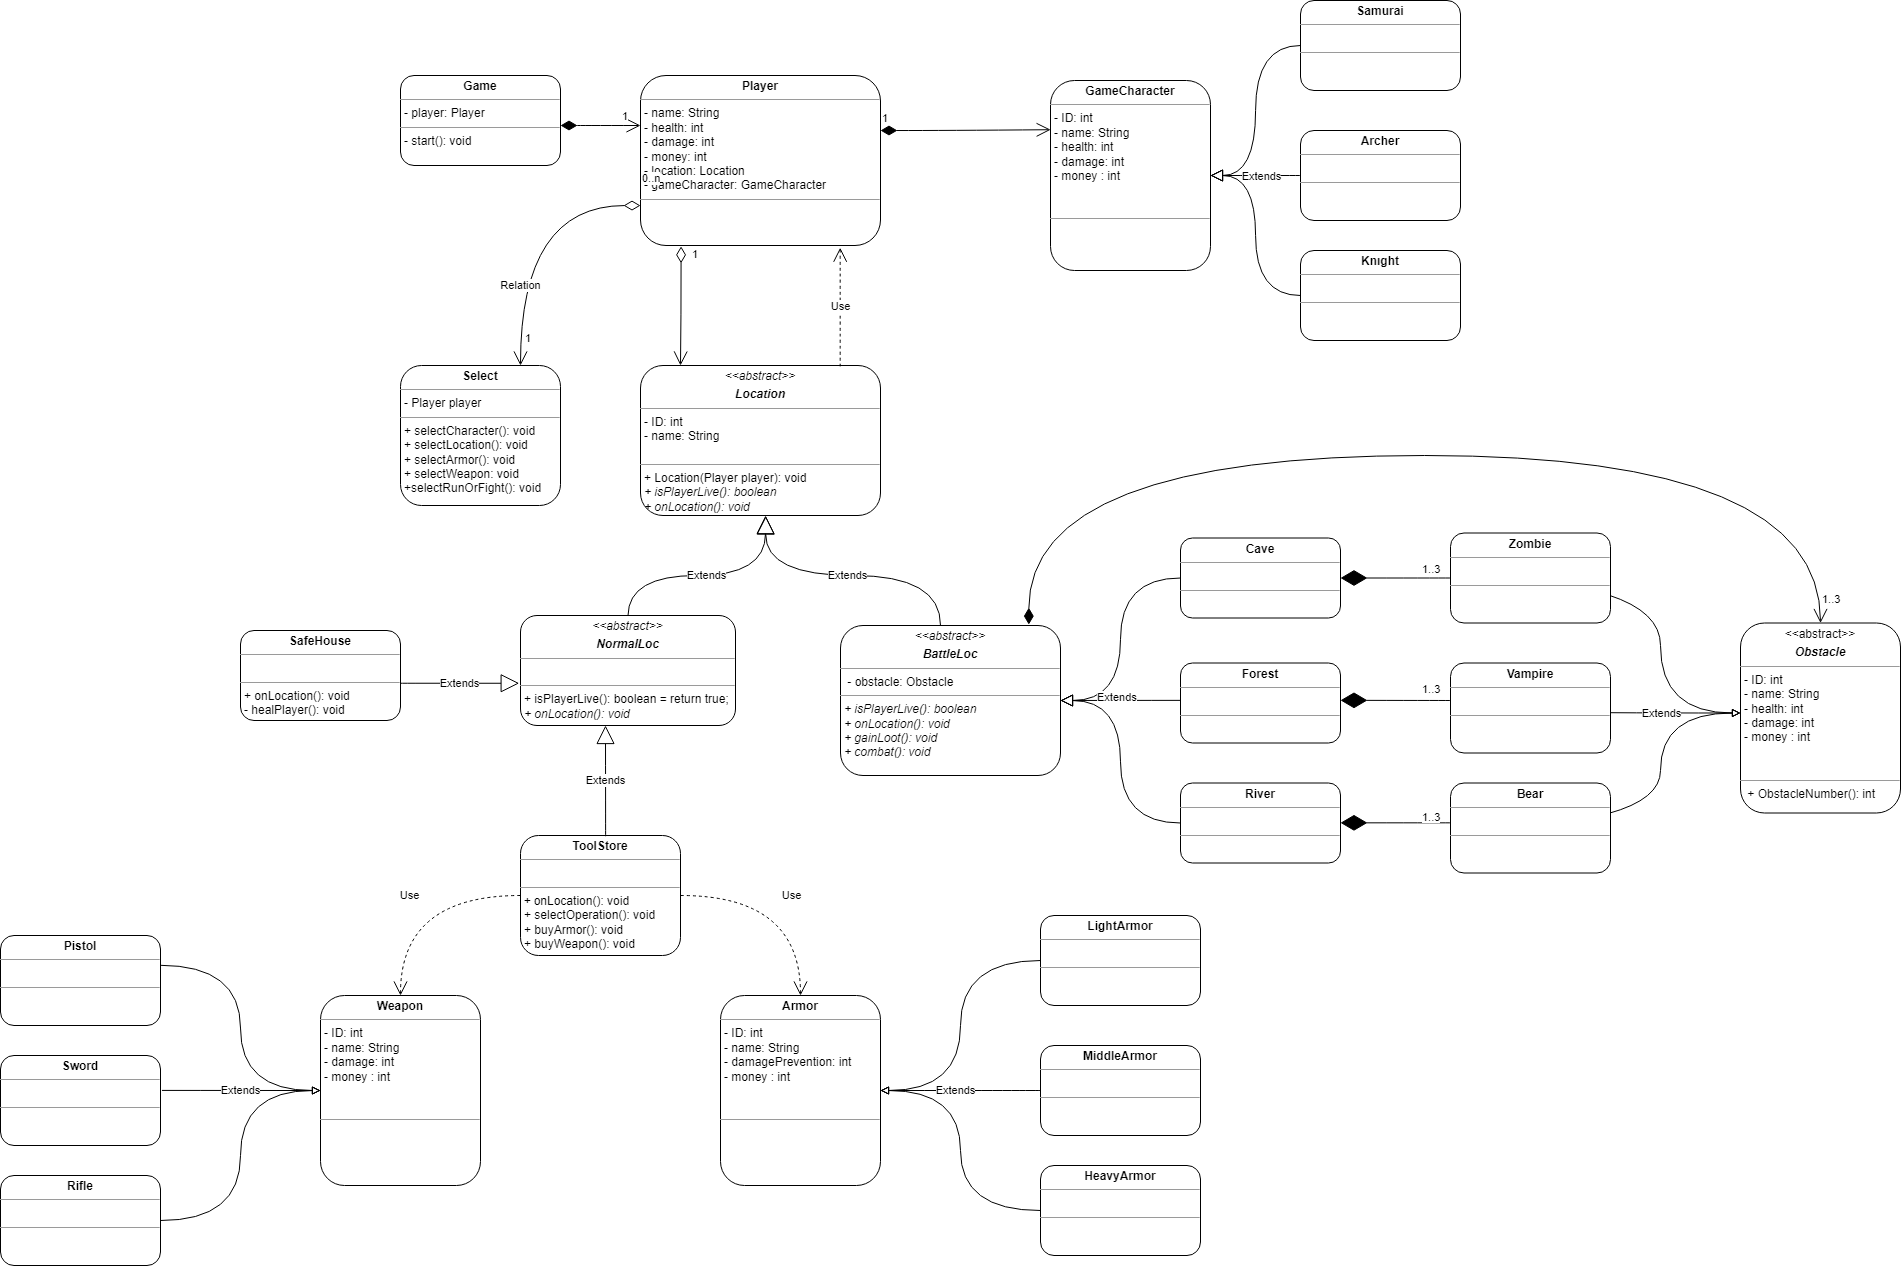 Samurai
Game
- player: Player
- start(): void
1
Player
- name: String
- health: int
- damage: int
- money: int
- location: Location
- gameCharacter: GameCharacter
0..n
1
GameCharacter
- ID: int
- name: String
- health: int
- damage: int
- money : int
Extends
Archer
Knıght
Relation
1
1
Use
Select
- Player player
+ selectCharacter(): void
+ selectLocation(): void
+ selectArmor(): void
+ selectWeapon: void
+selectRunOrFight(): void
<<abstract>>
Location
- ID: int
- name: String
+ Location(Player player): void
+ isPlayerLive(): boolean
+ onLocation(): void
Extends
Extends
SafeHouse
+ onLocation(): void
- healPlayer(): void
Extends
<<abstract>>
NormalLoc
+ isPlayerLive(): boolean = return true;
+ onLocation(): void
<<abstract>>
BattleLoc
- obstacle: Obstacle
+ isPlayerLive(): boolean
+ onLocation(): void
+ gainLoot(): void
+ combat(): void
Extends
Cave
1..3
Zombie
Forest
1..3
Vampire
River
1..3
Bear
Extends
1..3
<<abstract>>
Obstacle
- ID: int
- name: String
- health: int
- damage: int
- money : int
+ ObstacleNumber(): int
Extends
ToolStore
+ onLocation(): void
+ selectOperation(): void
+ buyArmor(): void
+ buyWeapon(): void
Use
Use
Pistol
Sword
Rifle
Extends
Weapon
- ID: int
- name: String
- damage: int
- money : int
Armor
- ID: int
- name: String
- damagePrevention: int
- money : int
Extends
LightArmor
MiddleArmor
HeavyArmor